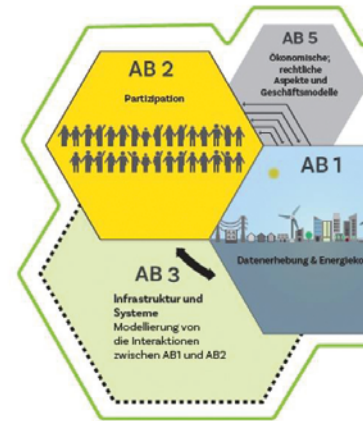 AB 5
Ökonomische;
rechtliche
Aspekte und
Geschäftsmodelle
AB 2
Partizipation
AB 1
Datenerhebung &
AB 3
Infrastruktur und
Systeme
Modellierung von
die Interaktionen
zwischen AB1 und AB2